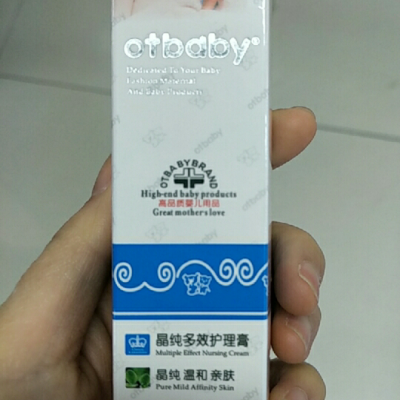 otbaby®
Dedicated To Your Baby
Fashion Maternal
And Baby Products
OTBABYBRAND
High-end baby products
高品质婴儿用品
Great mother's love
晶纯多效护理膏
Multiple Effect Nursing Cream
晶纯 温和 亲肤
Pure Mild Affinity Skin